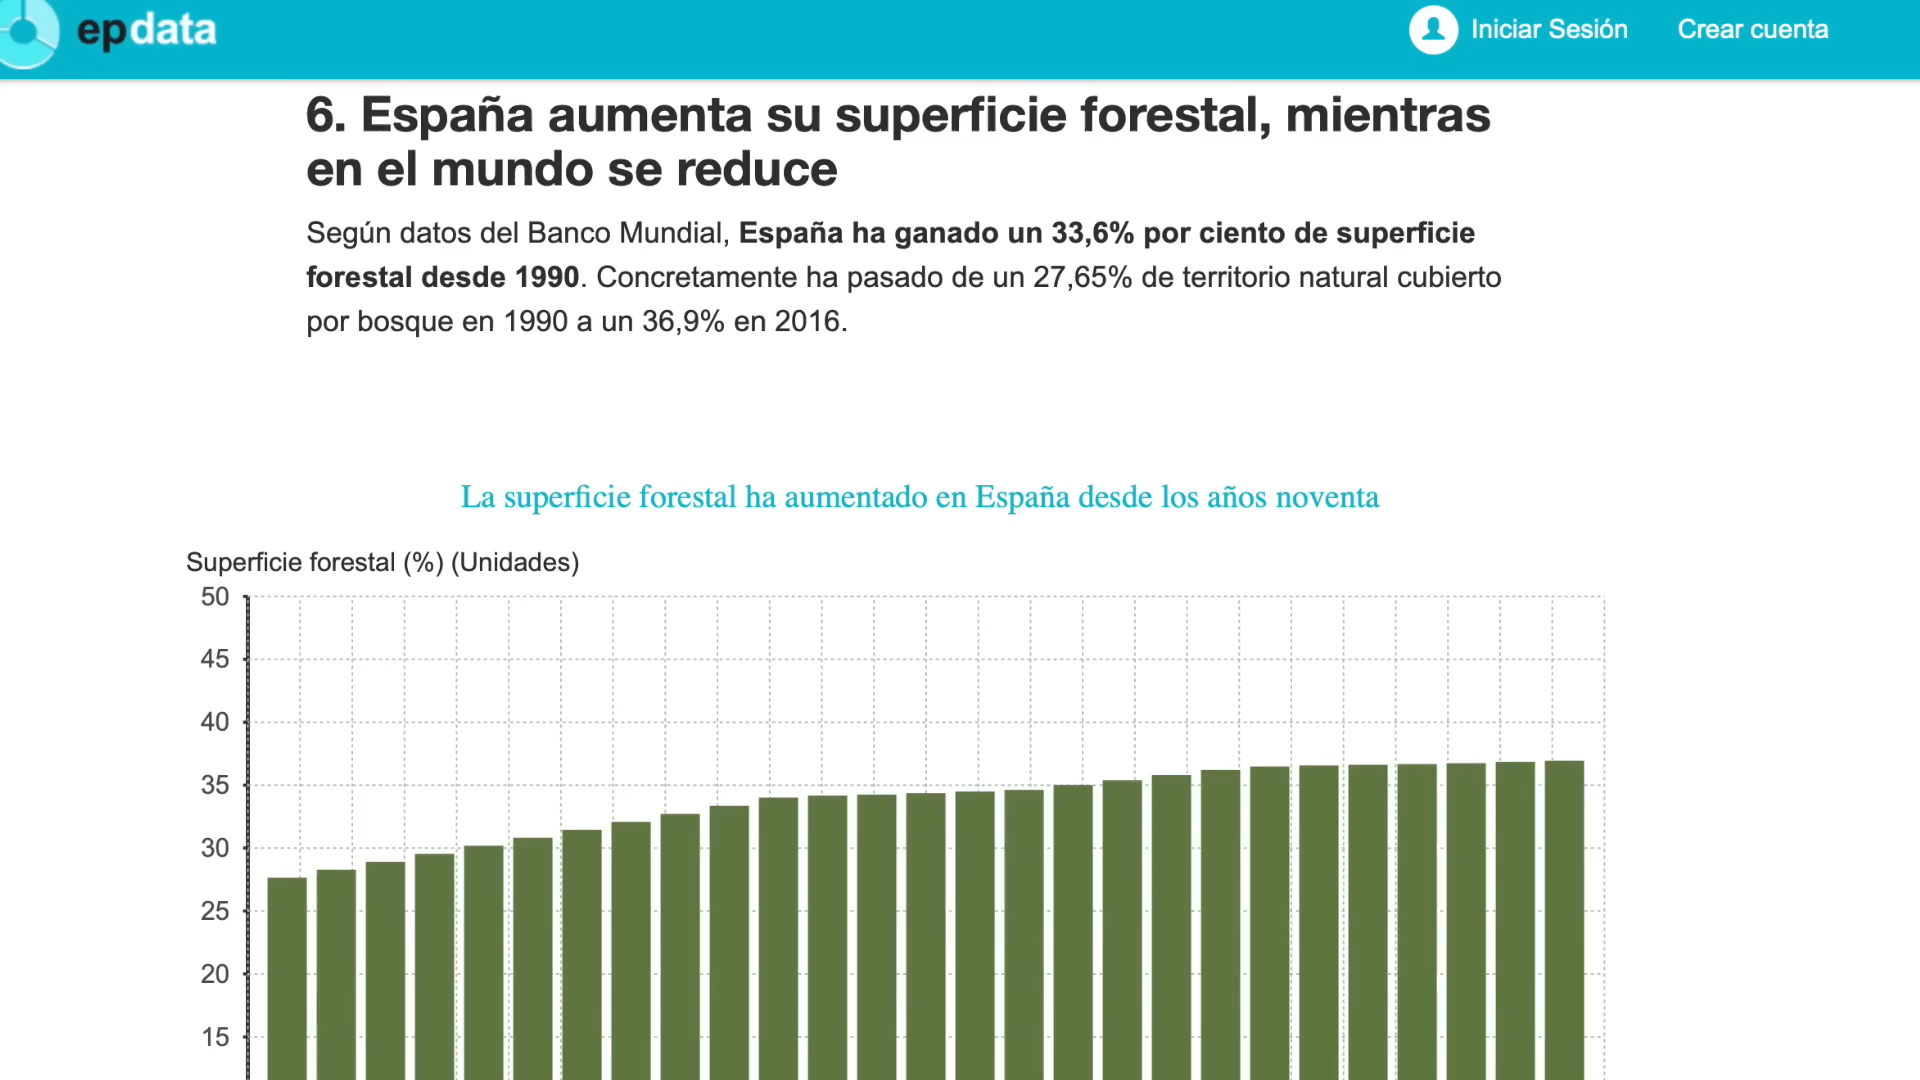 epdata
Iniciar Sesión
Crear cuenta
6. España aumenta su superficie forestal, mientras
en el mundo se reduce
Según datos del Banco Mundial, España ha ganado un 33,6% por ciento de superficie
forestal desde 1990. Concretamente ha pasado de un 27,65% de territorio natural cubierto
por bosque en 1990 a un 36,9% en 2016.
La superficie forestal ha aumentado en España desde los años noventa
Superficie forestal (%) (Unidades)
50
45
40
35
30
25
20
15